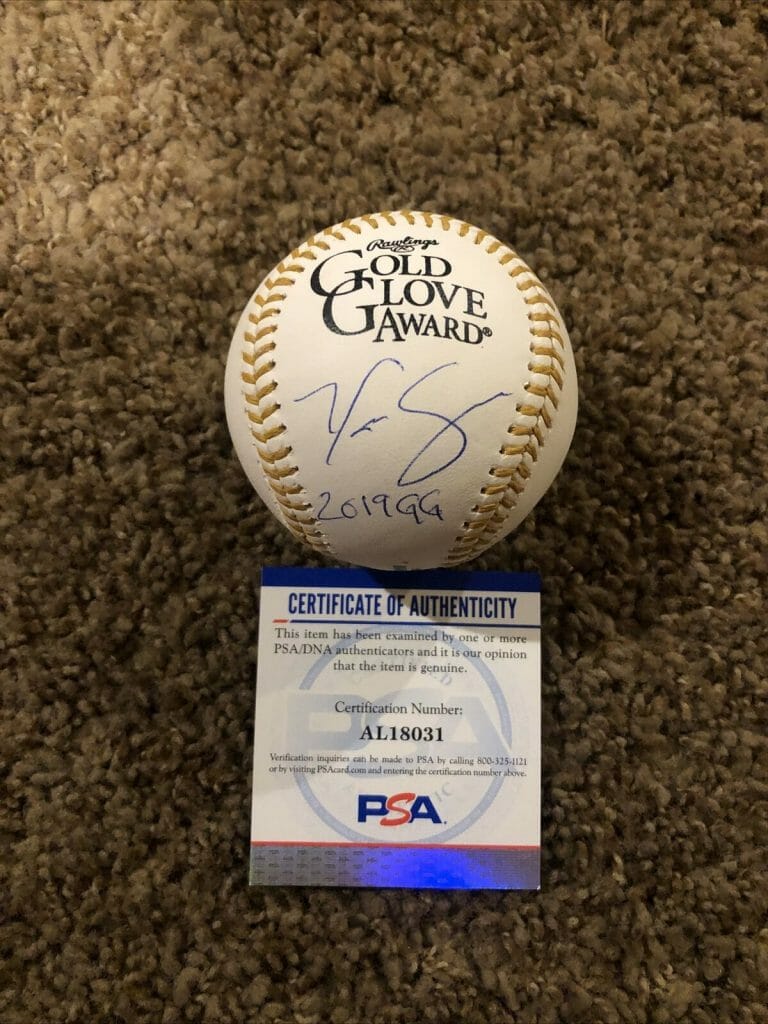 Rawlings
GOLD
GLOVE
AWARD®
2019 GG
CERTIFICATE OF AUTHENTICITY
This item has been examined by one or more
PSA/DNA authenticators and it is our opinion
that the item is genuine.
Certification Number:
AL18031
Verification inquiries can be made to PSA by calling 800-325-1121
or by visiting PSAcard.com and entering the certification number above.
PSA